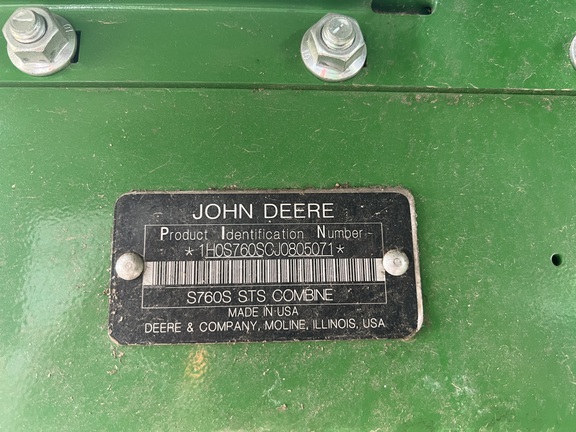 JOHN DEERE
Product Identification Number:-
*1H0S760SCJ0805071*
S760S STS COMBINE
MADE IN USA
DEERE & COMPANY, MOLINE, ILLINOIS, USA